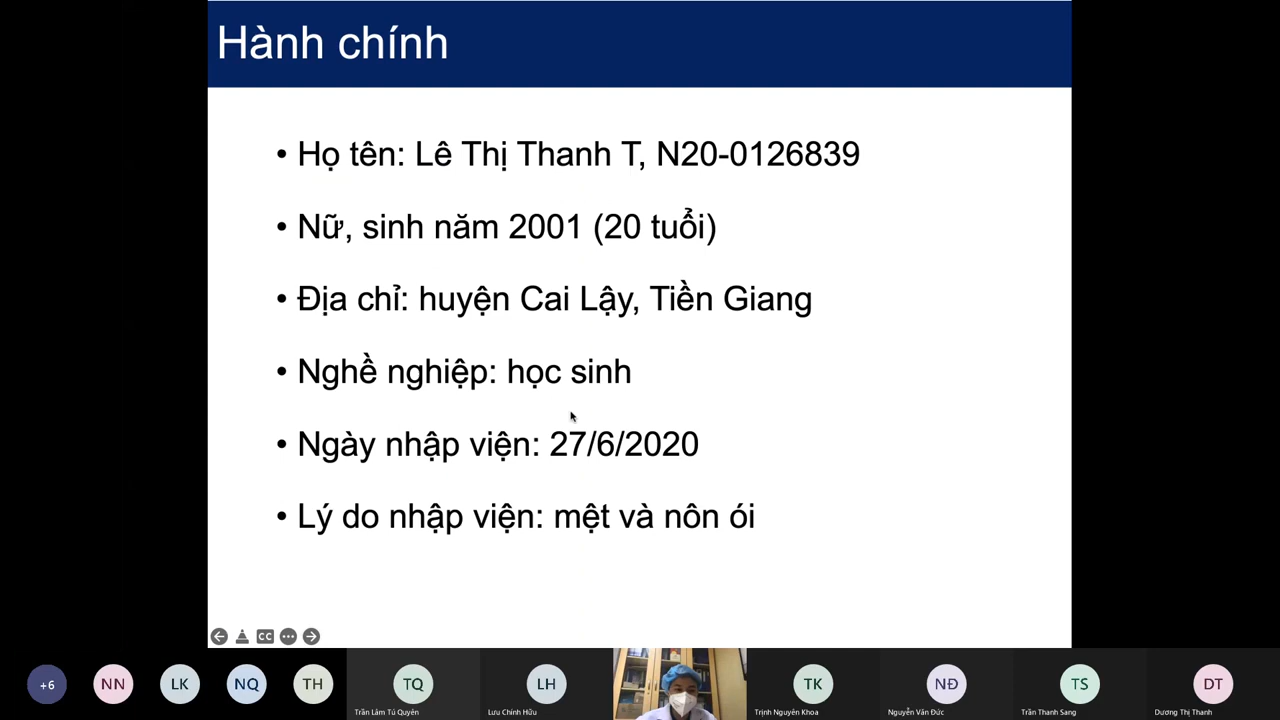 Hành chính
• Họ tên: Lê Thị Thanh T, N20-0126839
• Nữ, sinh năm 2001 (20 tuổi)
• Địa chỉ: huyện Cai Lậy, Tiền Giang
• Nghề nghiệp: học sinh
• Ngày nhập viện: 27/6/2020
• Lý do nhập viện: mệt và nôn ói
CC
+6 NN LK NQ TH TQ LH TK NĐ TS DT
Trần Lâm Tú Quyên Lưu Chính Hữu Trịnh Nguyên Khoa Nguyễn Văn Đức Trần Thanh Sang Dương Thị Thanh